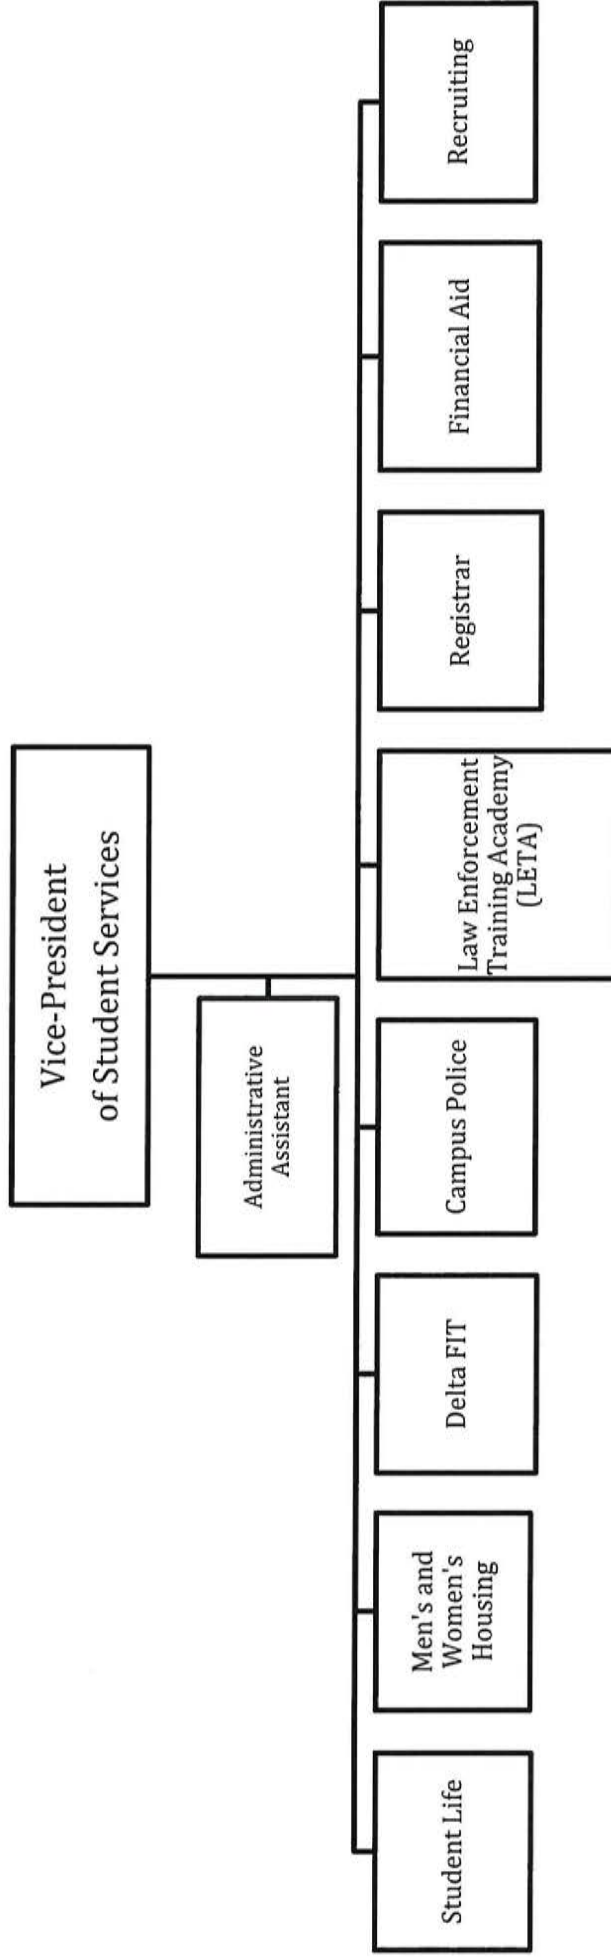 Vice-President
of Student Services
Administrative
Assistant
Student Life
Men's and
Women's
Housing
Delta FIT
Campus Police
Law Enforcement
Training Academy
(LETA)
Registrar
Financial Aid
Recruiting